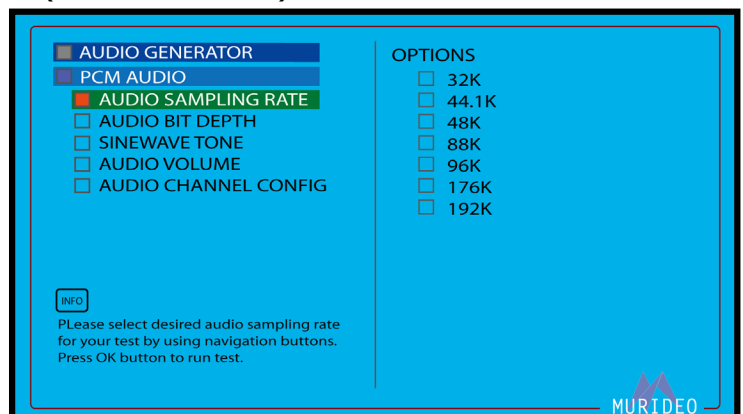 AUDIO GENERATOR
PCM AUDIO
AUDIO SAMPLING RATE
AUDIO BIT DEPTH
SINEWAVE TONE
AUDIO VOLUME
AUDIO CHANNEL CONFIG
INFO
PLease select desired audio sampling rate
for your test by using navigation buttons.
Press OK button to run test.
OPTIONS
32K
44.1K
48K
88K
96K
176K
192K
MURIDEO